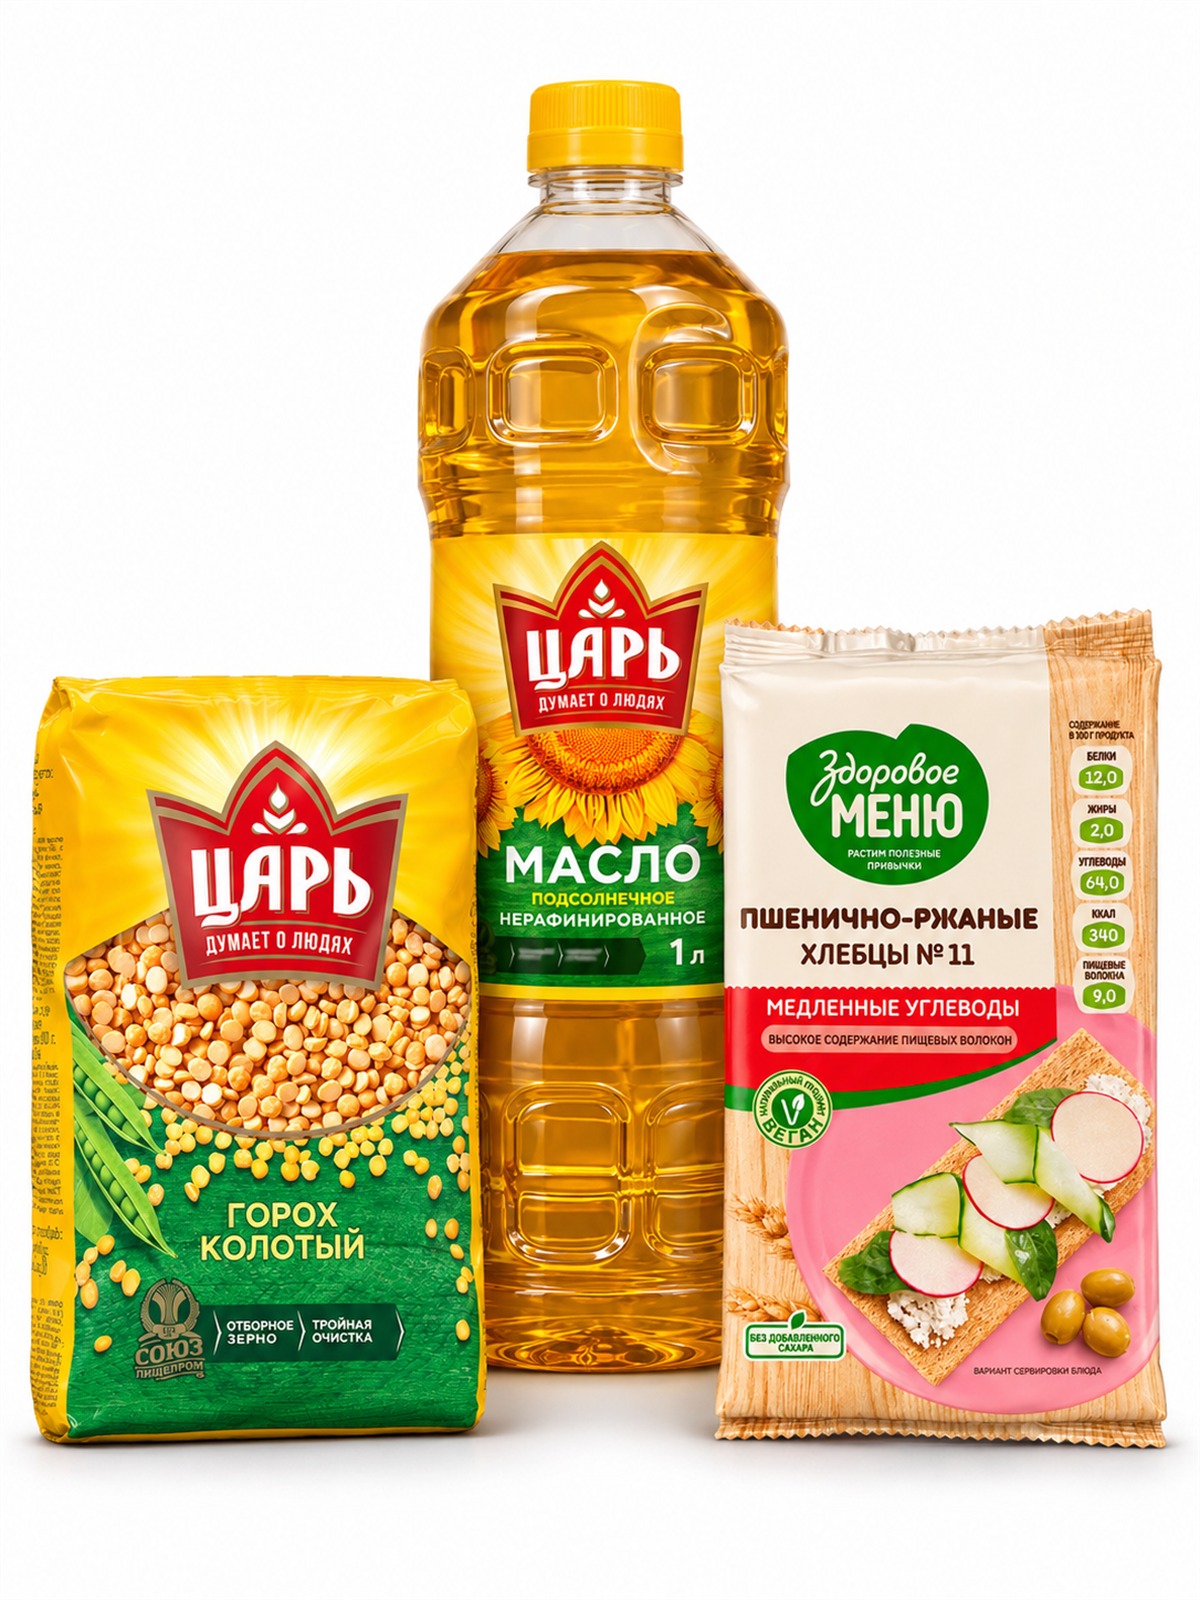 ЦАРЬ
ДУМАЕТ О ЛЮДЯХ
МАСЛО
ПОДСОЛНЕЧНОЕ
НЕРАФИНИРОВАННОЕ
1 л
ЦАРЬ
ДУМАЕТ О ЛЮДЯХ
ГОРОХ
КОЛОТЫЙ
СОЮЗ
ПИЩЕПРОМ
ОТБОРНОЕ
ЗЕРНО
ТРОЙНАЯ
ОЧИСТКА
Здоровое
МЕНЮ
РАСТИМ ПОЛЕЗНЫЕ
ПРИВЫЧКИ
ПШЕНИЧНО-РЖАНЫЕ
ХЛЕБЦЫ № 11
МЕДЛЕННЫЕ УГЛЕВОДЫ
ВЫСОКОЕ СОДЕРЖАНИЕ ПИЩЕВЫХ ВОЛОКОН
СОДЕРЖАНИЕ
В 100 Г ПРОДУКТА
БЕЛКИ
12,0
ЖИРЫ
2,0
УГЛЕВОДЫ
64,0
ККАЛ
340
ПИЩЕВЫЕ
ВОЛОКНА
9,0
ВЕГАН
БЕЗ ДОБАВЛЕННОГО
САХАРА
ВАРИАНТ СЕРВИРОВКИ БЛЮДА